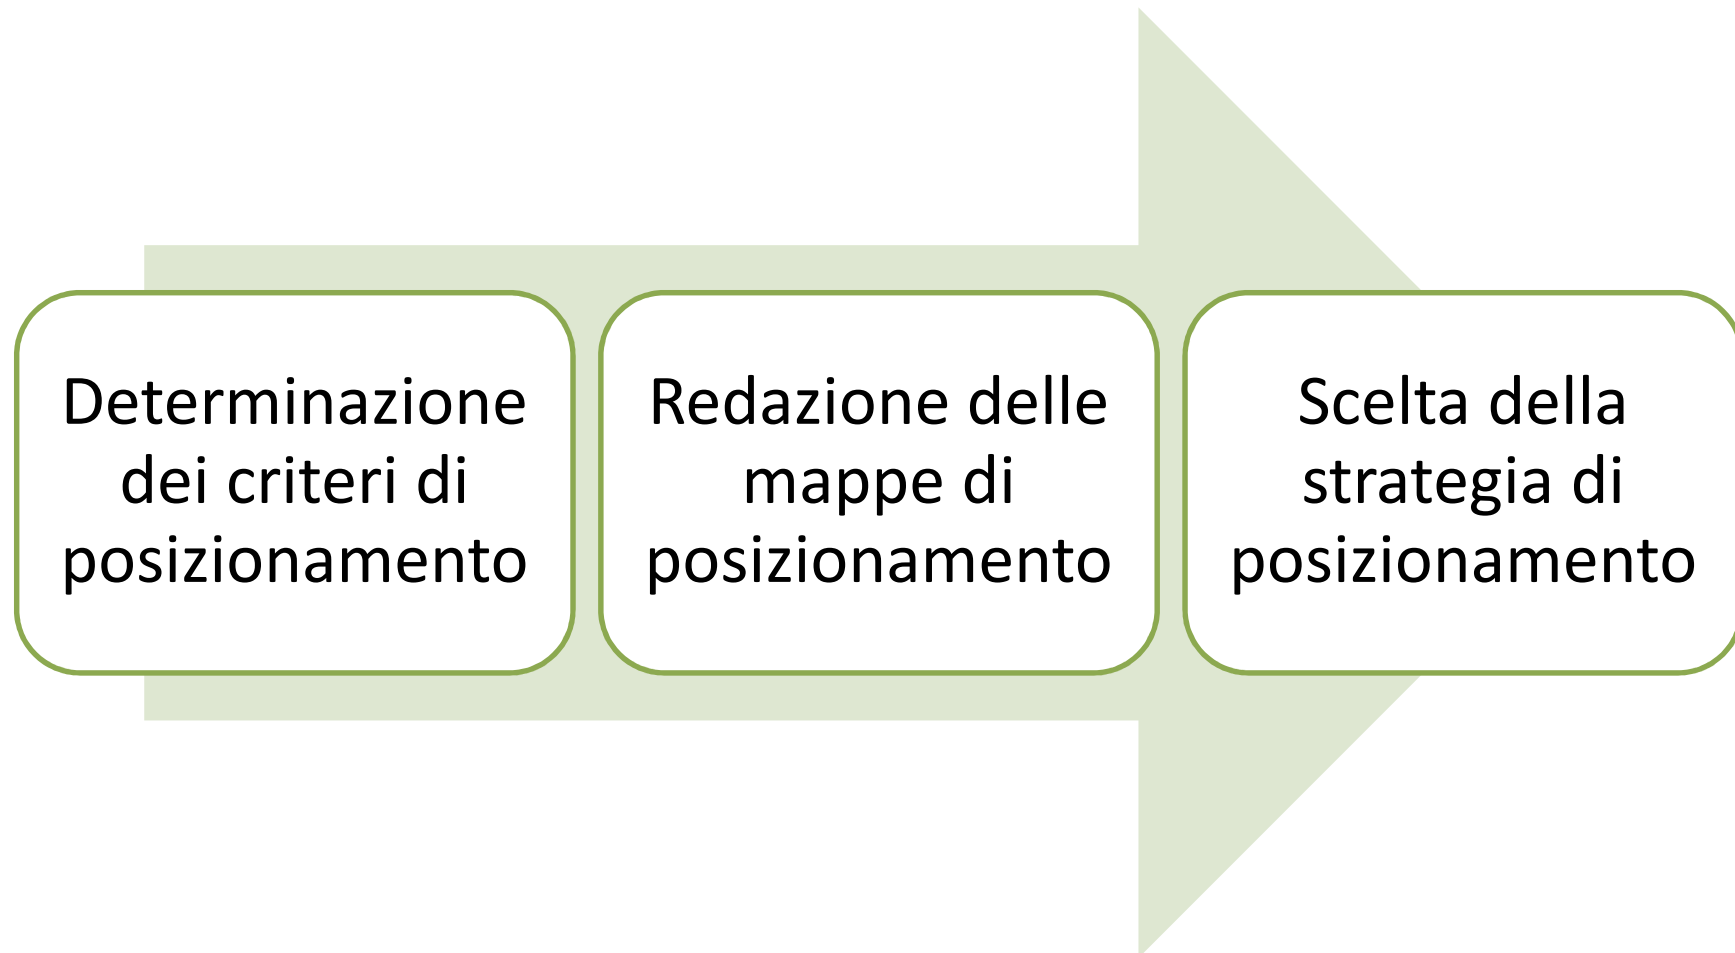 Determinazione
dei criteri di
posizionamento
Redazione delle
mappe di
posizionamento
Scelta della
strategia di
posizionamento